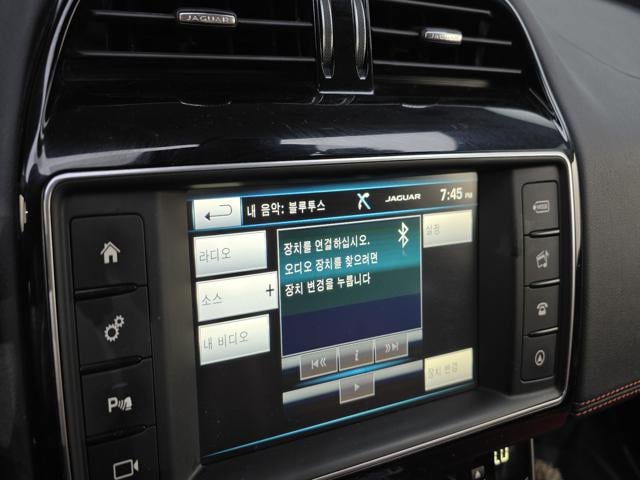 JAGUAR
JAGUAR
내 음악: 블루투스
JAGUAR
7:45 PM
라디오
장치를 연결하십시오.
오디오 장치를 찾으려면
장치 변경을 누릅니다
설정
소스 +
내 비디오
i
장치 변경
P
LO